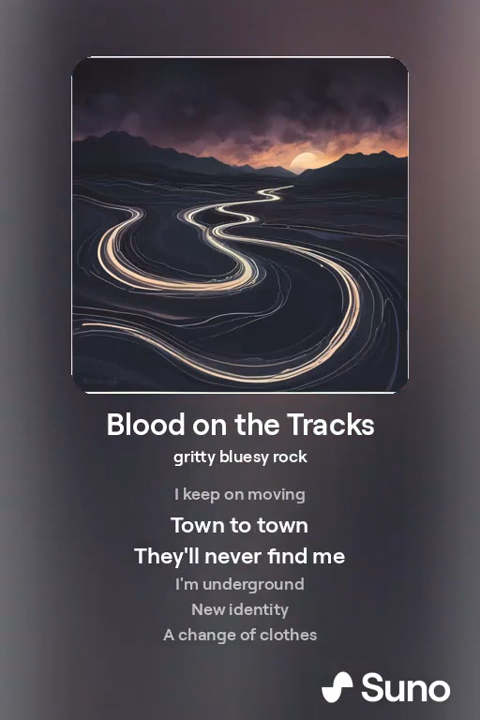 Blood on the Tracks
gritty bluesy rock
I keep on moving
Town to town
They'll never find me
I'm underground
New identity
A change of clothes
Suno